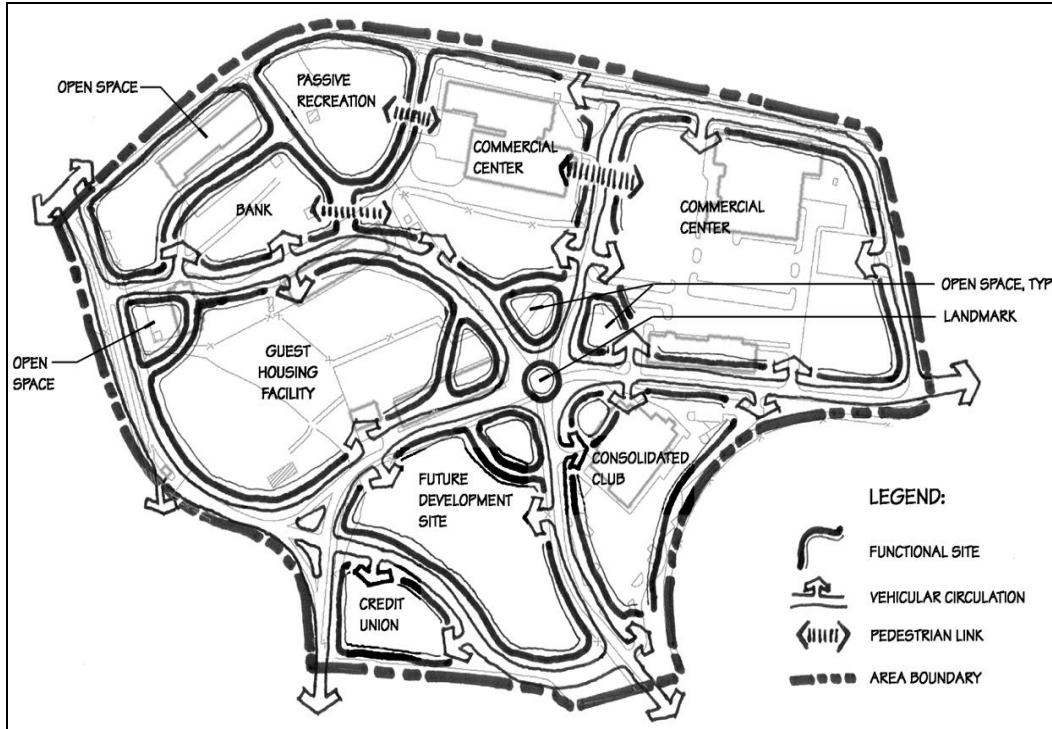 OPEN SPACE
PASSIVE
RECREATION
COMMERCIAL
CENTER
BANK
COMMERCIAL
CENTER
OPEN SPACE, TYP
LANDMARK
OPEN
SPACE
GUEST
HOUSING
FACILITY
FUTURE
DEVELOPMENT
SITE
CONSOLIDATED
CLUB
CREDIT
UNION
LEGEND:
FUNCTIONAL SITE
VEHICULAR CIRCULATION
PEDESTRIAN LINK
AREA BOUNDARY